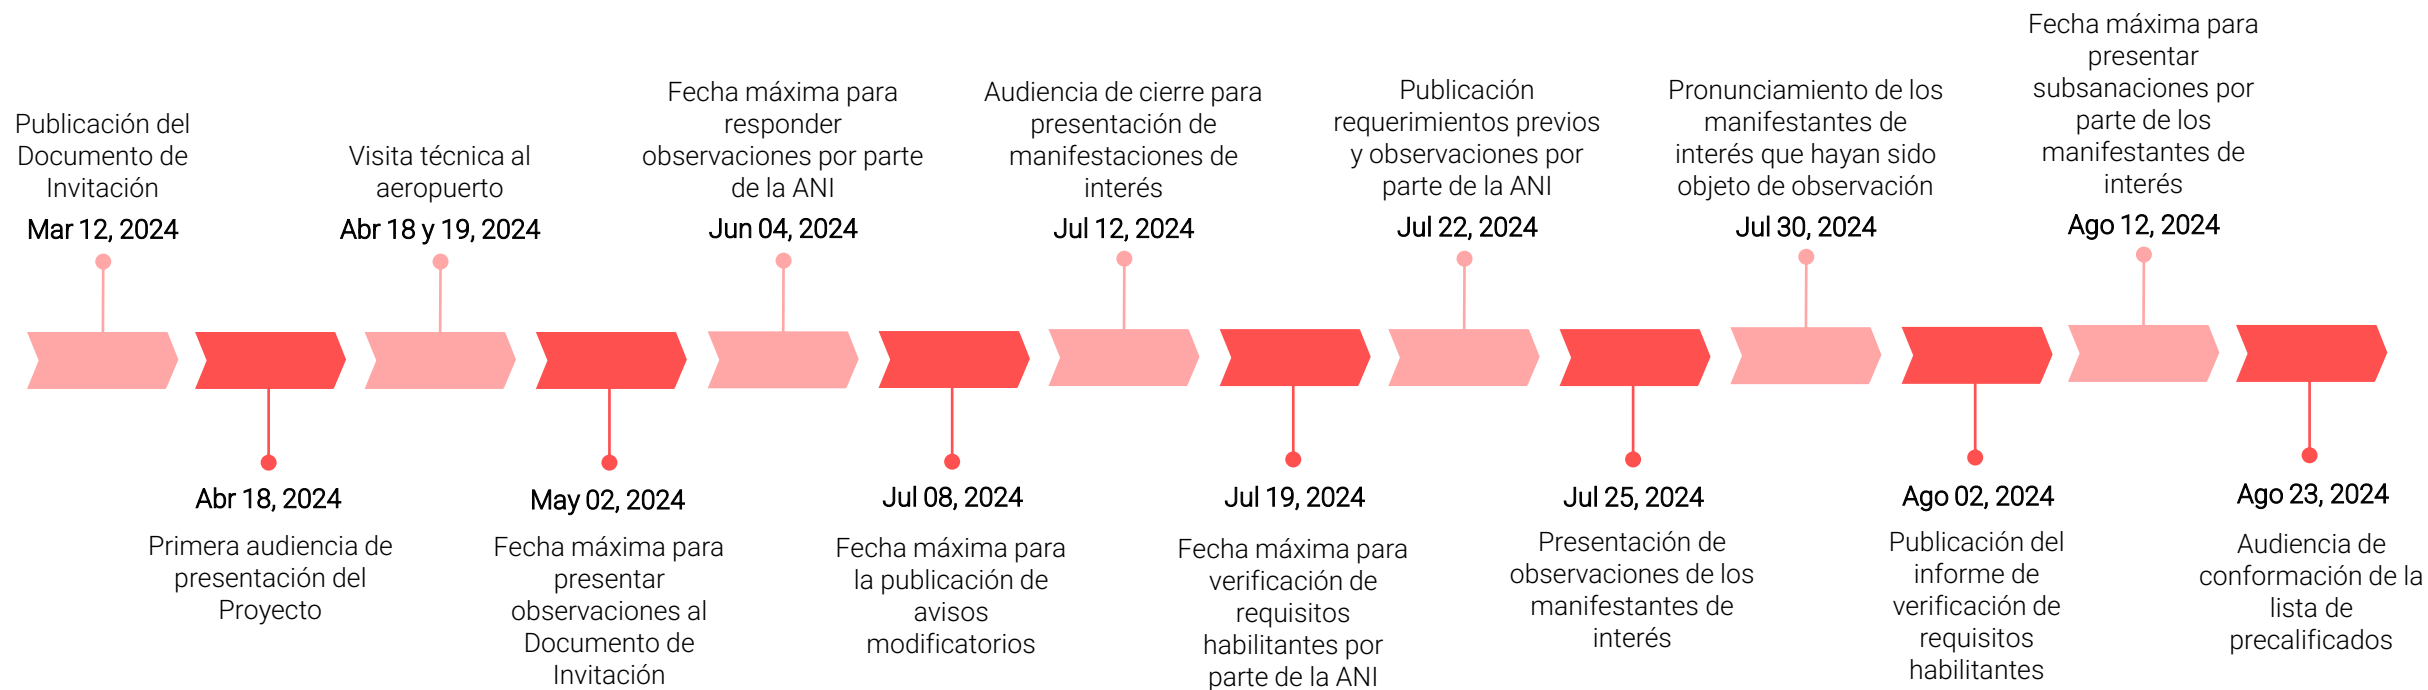 Publicación del
Documento de
Invitación
Mar 12, 2024
Abr 18, 2024
Primera audiencia de
presentación del
Proyecto
Visita técnica al
aeropuerto
Abr 18 y 19, 2024
May 02, 2024
Fecha máxima para
presentar
observaciones al
Documento de
Invitación
Fecha máxima para
responder
observaciones por parte
de la ANI
Jun 04, 2024
Jul 08, 2024
Fecha máxima para
la publicación de
avisos
modificatorios
Audiencia de cierre para
presentación de
manifestaciones de
interés
Jul 12, 2024
Jul 19, 2024
Fecha máxima para
verificación de
requisitos
habilitantes por
parte de la ANI
Publicación
requerimientos previos
y observaciones por
parte de la ANI
Jul 22, 2024
Jul 25, 2024
Presentación de
observaciones de los
manifestantes de
interés
Pronunciamiento de los
manifestantes de
interés que hayan sido
objeto de observación
Jul 30, 2024
Ago 02, 2024
Publicación del
informe de
verificación de
requisitos
habilitantes
Fecha máxima para
presentar
subsanaciones por
parte de los
manifestantes de
interés
Ago 12, 2024
Ago 23, 2024
Audiencia de
conformación de la
lista de
precalificados